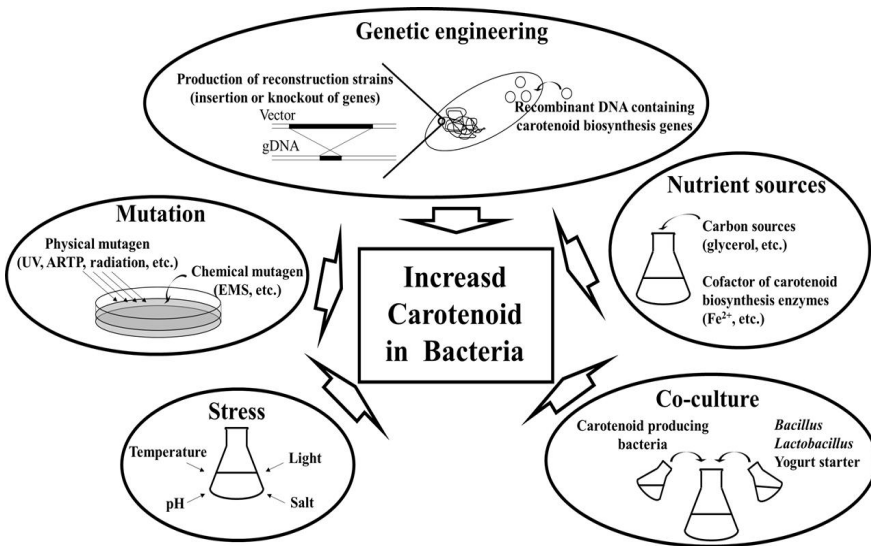 Genetic engineering
Production of reconstruction strains
(insertion or knockout of genes)
Vector
gDNA
Recombinant DNA containing
carotenoid biosynthesis genes
Mutation
Physical mutagen
(UV, ARTP, radiation, etc.)
Chemical mutagen
(EMS, etc.)
Nutrient sources
Carbon sources
(glycerol, etc.)
Cofactor of carotenoid
biosynthesis enzymes
(Fe²⁺, etc.)
Increasd
Carotenoid
in Bacteria
Stress
Temperature
Light
pH
Salt
Co-culture
Carotenoid producing
bacteria
Bacillus
Lactobacillus
Yogurt starter